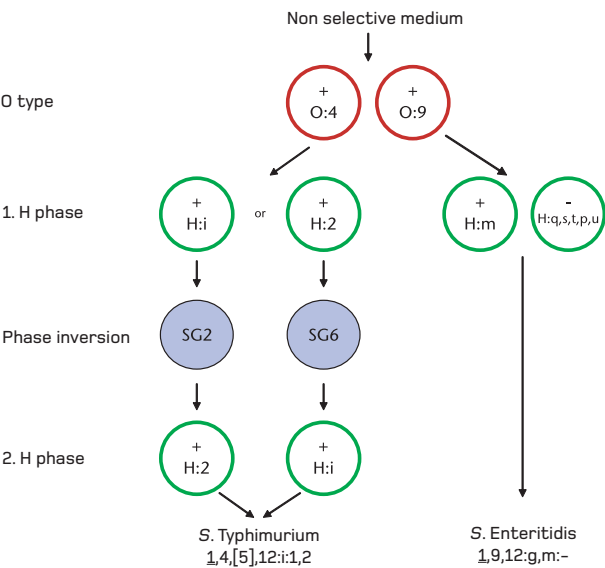 Non selective medium
O type
+
O:4
+
O:9
1. H phase
+
H:i
or
+
H:2
+
H:m
-
H:q,s,t,p,u
Phase inversion
SG2
SG6
2. H phase
+
H:2
+
H:i
S. Typhimurium
1,4,[5],12:i:1,2
S. Enteritidis
1,9,12:g,m:–